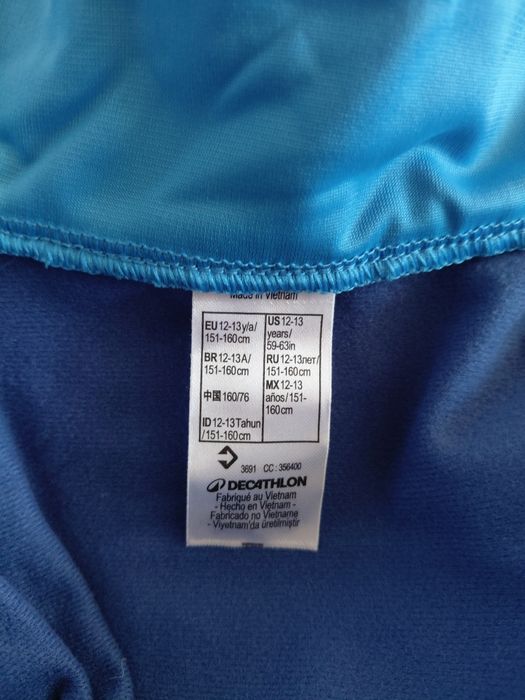 Made in Vietnam
EU 12-13y/a/
151-160cm
BR 12-13A/
151-160cm
中国 160/76
ID 12-13Tahun
/151-160cm
US 12-13
years/
59-63in
RU 12-13лет/
151-160cm
MX 12-13
años/151-
160cm
3691 CC : 356400
DECATHLON
Fabriqué au Vietnam
- Hecho en Vietnam -
Fabricado no Vietname
- Viyetnam'da üretilmiştir